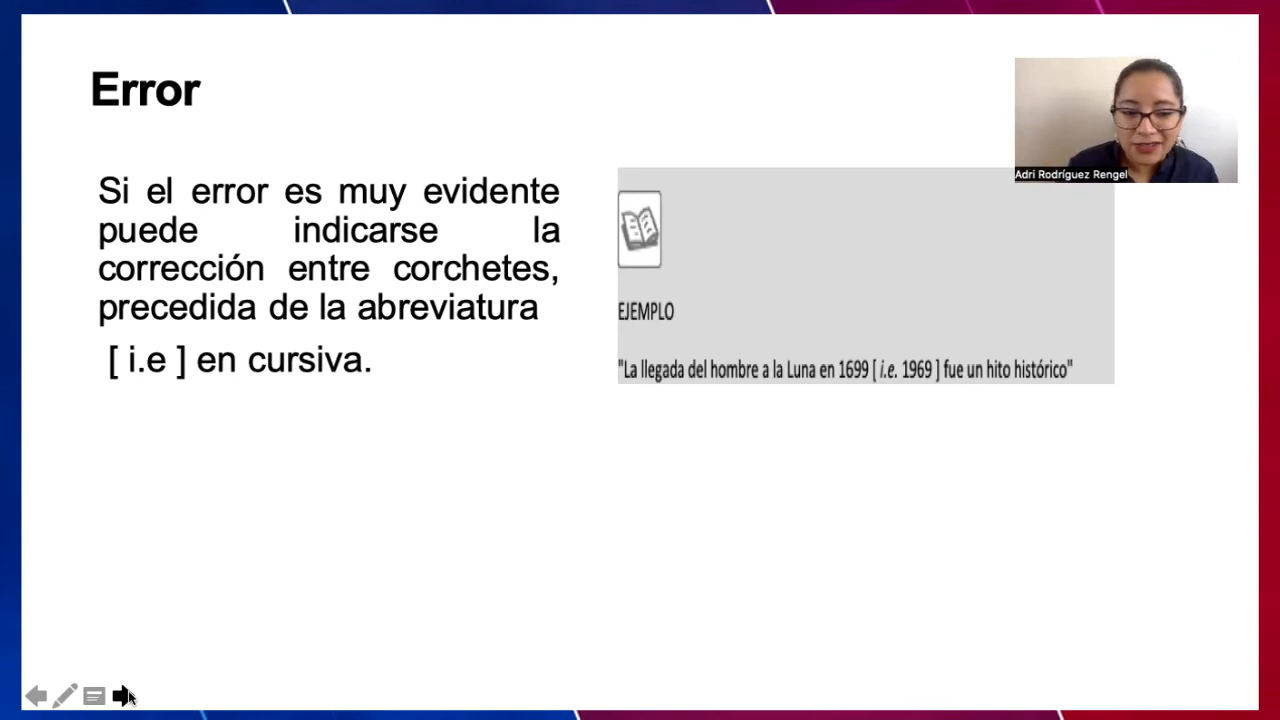 Error
Si el error es muy evidente
puede indicarse la
corrección entre corchetes,
precedida de la abreviatura
[ i.e ] en cursiva.
Adri Rodríguez Rengel
EJEMPLO
"La llegada del hombre a la Luna en 1699 [ i.e. 1969 ] fue un hito histórico"